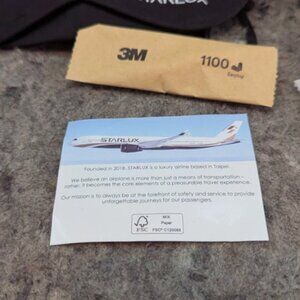 STARLUX
3M
1100
Earplug
STARLUX
Founded in 2018, STARLUX is a luxury airline based in Taipei.
We believe an airplane is more than just a means of transportation -
rather, it becomes the core elements of a pleasurable travel experience.
Our mission is to always be at the forefront of safety and service to provide
unforgettable journeys for our passengers.
FSC
MIX
Paper